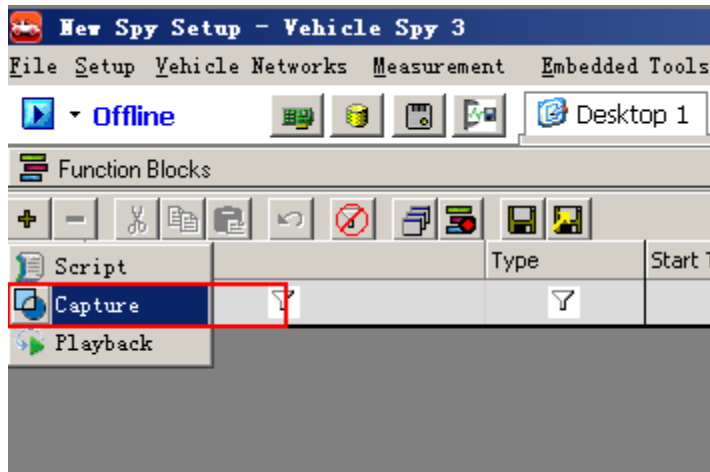 New Spy Setup - Vehicle Spy 3
File Setup Vehicle Networks Measurement Embedded Tools
Offline Desktop 1
Function Blocks
Type Start
Script
Capture
Playback